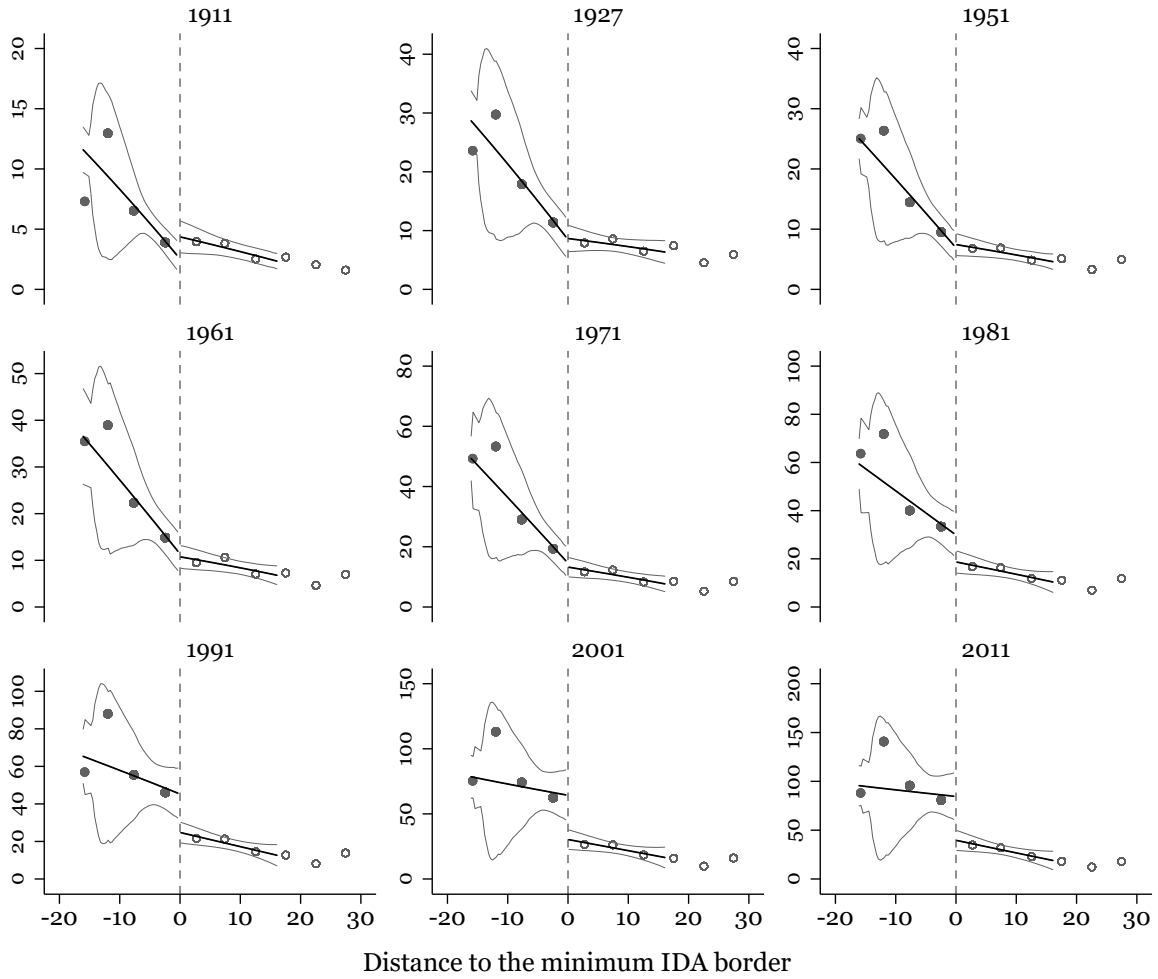 1911 1927 1951
20 15 10 5 0
40 30 20 10 0
40 30 20 10 0
1961 1971 1981
50 40 30 20 10 0
80 60 40 20 0
100 80 60 40 20 0
1991 2001 2011
100 80 60 40 20 0
150 100 50 0
200 150 100 50 0
-20 -10 0 10 20 30 -20 -10 0 10 20 30 -20 -10 0 10 20 30
Distance to the minimum IDA border